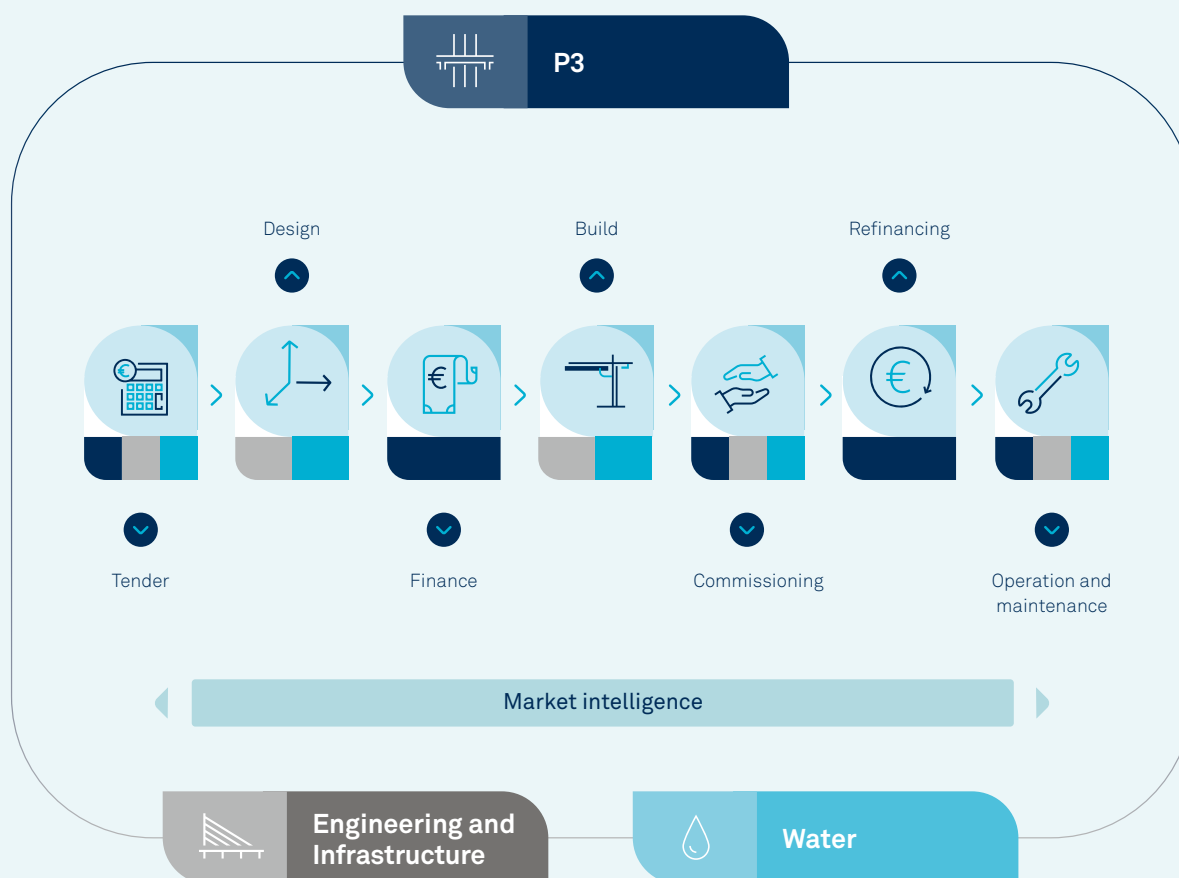 P3
Design
Build
Refinancing
€
€
€
Tender
Finance
Commissioning
Operation and
maintenance
Market intelligence
Engineering and
Infrastructure
Water